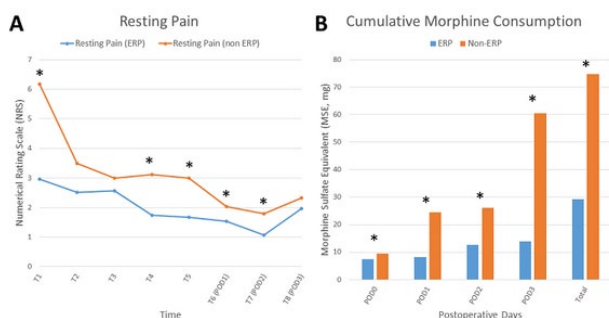 A
Resting Pain
Resting Pain (ERP) Resting Pain (non ERP)
Numerical Rating Scale (NRS)
7
6
5
4
3
2
1
0
*
*
*
*
*
T1 T2 T3 T4 T5 T6 (POD1) T7 (POD2) T8 (POD3)
Time
B
Cumulative Morphine Consumption
ERP Non-ERP
Morphine Sulfate Equivalent (MSE, mg)
80
70
60
50
40
30
20
10
0
*
*
*
*
*
POD0 POD1 POD2 POD3 Total
Postoperative Days